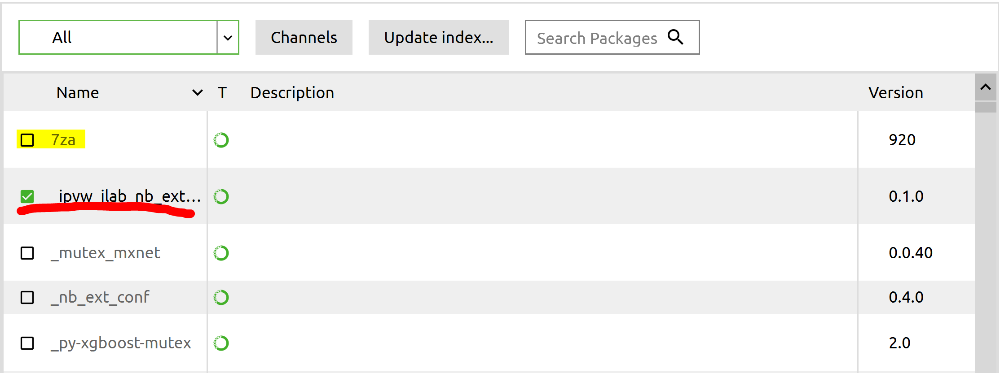 All Channels Update index... Search Packages
Name T Description Version
7za 920
_ipyw_jlab_nb_ext... 0.1.0
_mutex_mxnet 0.0.40
_nb_ext_conf 0.4.0
_py-xgboost-mutex 2.0